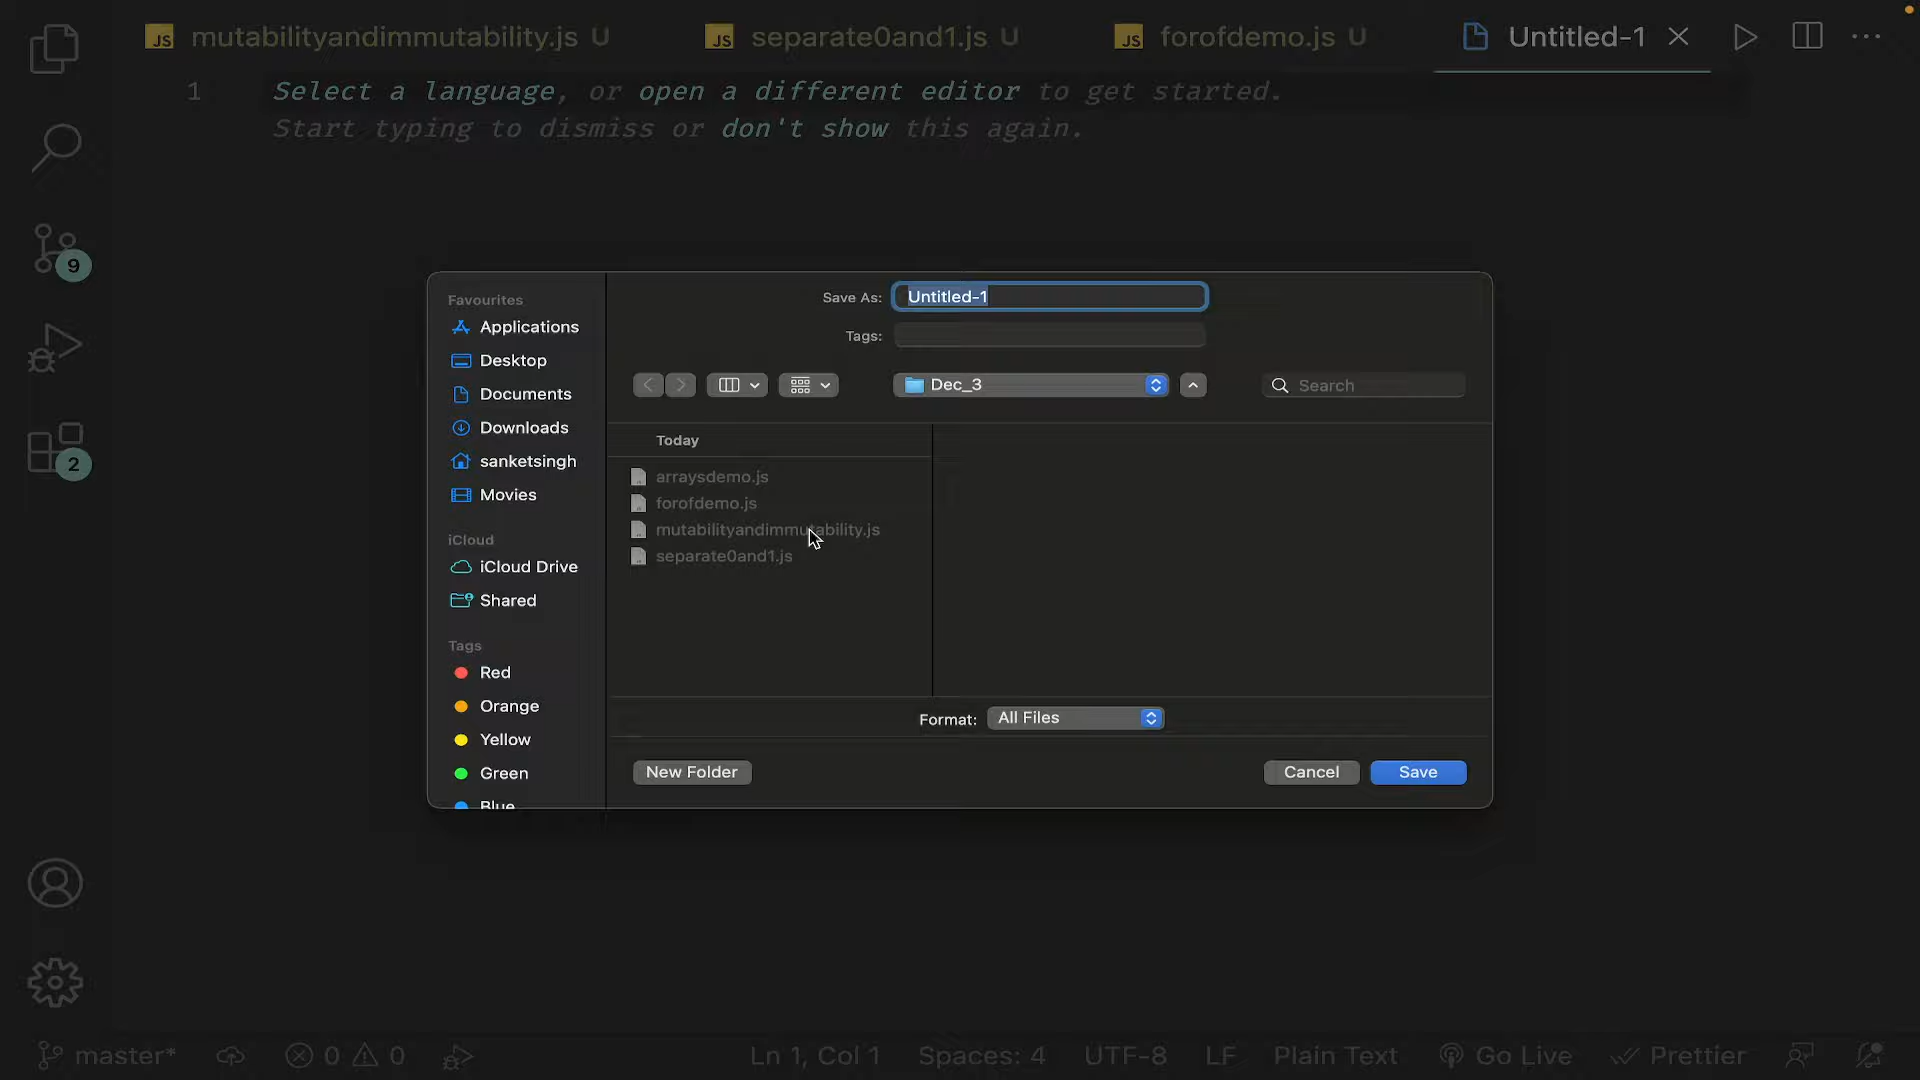 mutabilityandimmutability.js U
separate0and1.js U
forofdemo.js U
Untitled-1
1
Select a language, or open a different editor to get started.
Start typing to dismiss or don't show this again.
9
2
Favourites
Applications
Desktop
Documents
Downloads
sanketsingh
Movies
iCloud
iCloud Drive
Shared
Tags
Red
Orange
Yellow
Green
Blue
Save As: Untitled-1
Tags:
Dec_3
Search
Today
arraysdemo.js
forofdemo.js
mutabilityandimmutability.js
separate0and1.js
Format: All Files
New Folder
Cancel
Save
master*
0
0
Ln 1, Col 1
Spaces: 4
UTF-8
LF
Plain Text
Go Live
Prettier